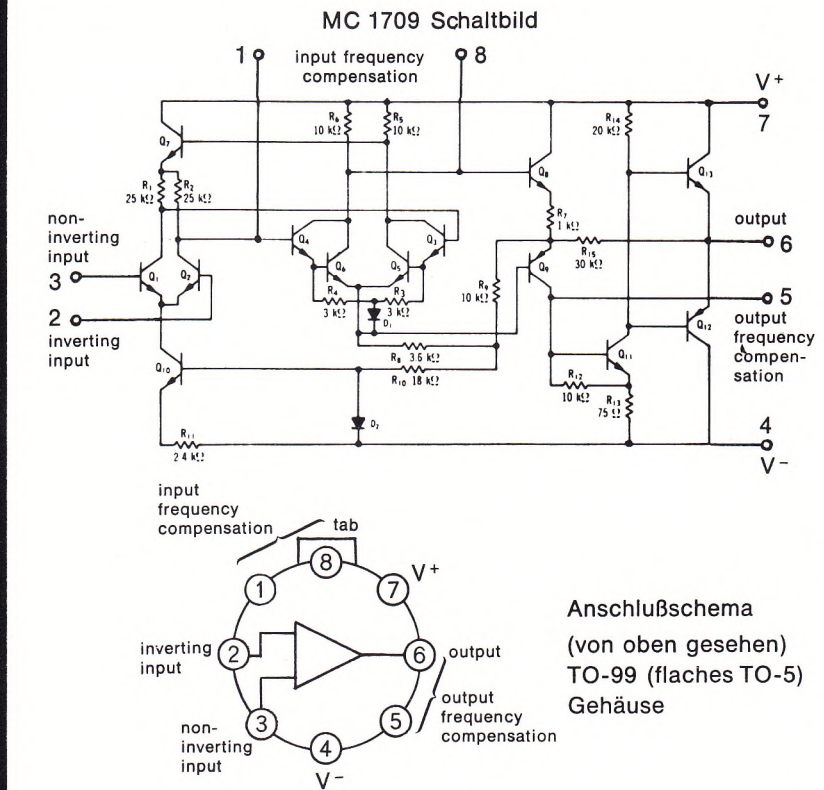 MC 1709 Schaltbild
1
input frequency
compensation
8
V+
7
R6
10 kΩ
R5
10 kΩ
R14
20 kΩ
Q7
Q8
Q13
R1
25 kΩ
R2
25 kΩ
R7
1 kΩ
non-
inverting
input
3
Q1
Q2
Q4
Q6
Q5
Q3
output
6
R15
30 kΩ
R4
3 kΩ
R3
3 kΩ
D1
R9
10 kΩ
Q9
5
output
frequency
compen-
sation
2
inverting
input
Q12
R8 3.6 kΩ
R10 18 kΩ
Q10
Q11
R12
10 kΩ
R13
75 Ω
D2
R11
2.4 kΩ
4
V-
input
frequency
compensation
tab
8
1
7
V+
inverting
input
2
6
output
3
5
output
frequency
compensation
non-
inverting
input
4
V-
Anschlußschema
(von oben gesehen)
TO-99 (flaches TO-5)
Gehäuse